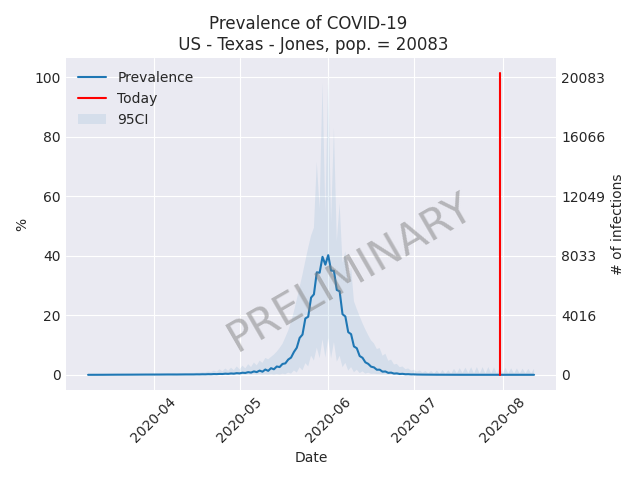 Prevalence of COVID-19
US - Texas - Jones, pop. = 20083
Prevalence
Today
95CI
100
80
60
40
20
0
%
20083
16066
12049
8033
4016
0
# of infections
PRELIMINARY
2020-04
2020-05
2020-06
2020-07
2020-08
Date